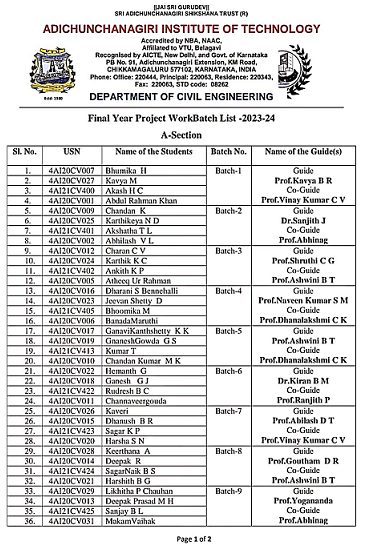 ||JAI SRI GURUDEV||
SRI ADICHUNCHANAGIRI SHIKSHANA TRUST (R)
ADICHUNCHANAGIRI INSTITUTE OF TECHNOLOGY
Accredited by NBA, NAAC,
Affiliated to VTU, Belagavi
Recognised by AICTE, New Delhi, and Govt. of Karnataka
PB No. 91, Adichunchanagiri Extension, KM Road,
CHIKKAMAGALURU 577102, KARNATAKA, INDIA
Phone: Office: 220444, Principal: 220063, Residence: 220343,
Fax: 220063, STD code: 08262
DEPARTMENT OF CIVIL ENGINEERING
Final Year Project WorkBatch List -2023-24
A-Section
Sl. No. USN Name of the Students Batch No. Name of the Guide(s)
1. 4AI20CV007 Bhumika H Batch-1 Guide
2. 4AI20CV027 Kavya M Prof.Kavya B R
3. 4AI21CV400 Akash H C Co-Guide
4. 4AI20CV001 Abdul Rahman Khan Prof.Vinay Kumar C V
5. 4AI20CV009 Chandan K Batch-2 Guide
6. 4AI20CV025 Karthikeya N D Dr.Sanjith J
7. 4AI21CV401 Akshatha T L Co-Guide
8. 4AI20CV002 Abhilash V L Prof.Abhinag
9. 4AI20CV012 Charan C V Batch-3 Guide
10. 4AI20CV024 Karthik K C Prof.Shruthi C G
11. 4AI21CV402 Ankith K P Co-Guide
12. 4AI20CV005 Atheeq Ur Rahman Prof.Ashwini B T
13. 4AI20CV016 Dharani S Bennehalli Batch-4 Guide
14. 4AI20CV023 Jeevan Shetty D Prof.Naveen Kumar S M
15. 4AI21CV405 Bhoomika M Co-Guide
16. 4AI20CV006 BanadaMaruthi Prof.Dhanalakshmi C K
17. 4AI20CV017 GanaviKanthshetty K K Batch-5 Guide
18. 4AI20CV019 GnaneshGowda G S Prof.Ashwini B T
19. 4AI21CV413 Kumar T Co-Guide
20. 4AI20CV010 Chandan Kumar M K Prof.Dhanalakshmi C K
21. 4AI20CV022 Hemanth G Batch-6 Guide
22. 4AI20CV018 Ganesh G J Dr.Kiran B M
23. 4AI21CV422 Rudresh B C Co-Guide
24. 4AI20CV011 Channaveergouda Prof.Ranjith P
25. 4AI20CV026 Kaveri Batch-7 Guide
26. 4AI20CV015 Dhanush B R Prof.Abilash D T
27. 4AI21CV423 Sagar K P Co-Guide
28. 4AI20CV020 Harsha S N Prof.Vinay Kumar C V
29. 4AI20CV028 Keerthana A Batch-8 Guide
30. 4AI20CV014 Deepak R Prof.Goutham D R
31. 4AI21CV424 SagarNaik B S Co-Guide
32. 4AI20CV021 Harshith B G Prof.Ashwini B T
33. 4AI20CV029 Likhitha P Chauhan Batch-9 Guide
34. 4AI20CV013 Deepak Prasad M H Prof.Yogananda
35. 4AI21CV425 Sanjay B L Co-Guide
36. 4AI20CV031 MakamVaihak Prof.Abhinag
Page 1 of 2